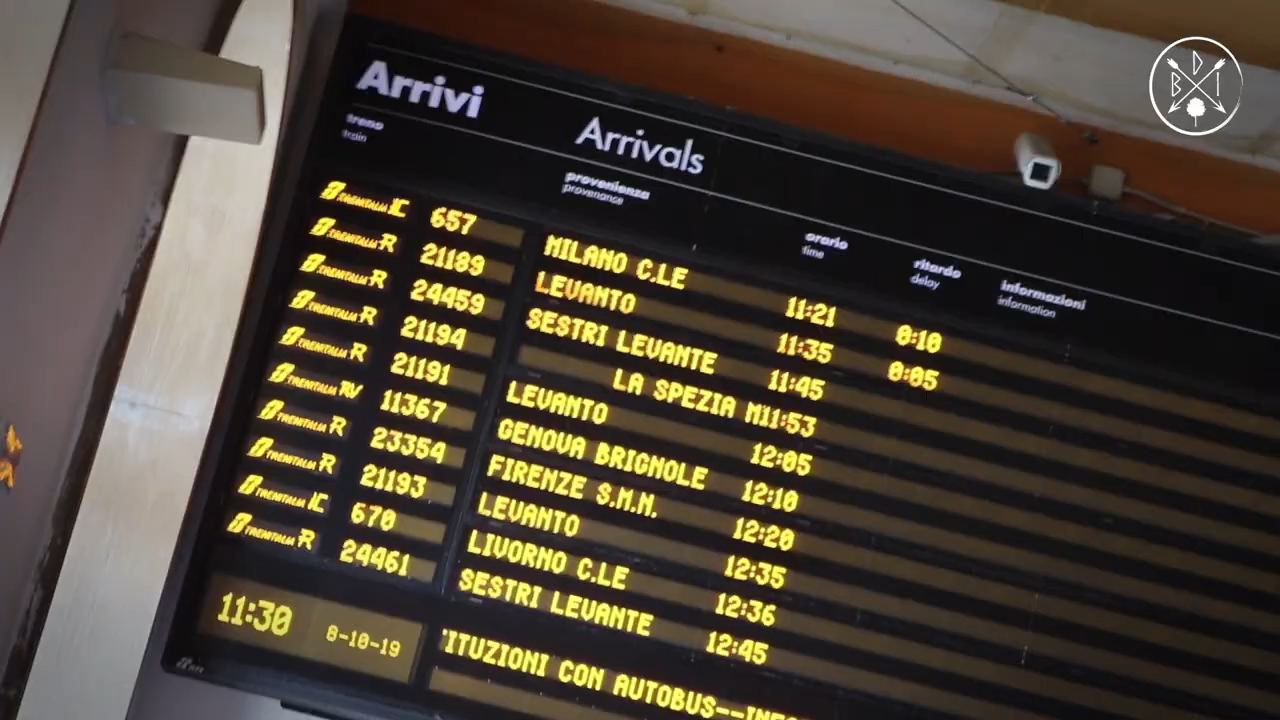 Arrivi Arrivals
treno provenienza orario ritardo informazioni
train provenance time delay information
TRENITALIA IC 657 MILANO C.LE 11:21 0:10
TRENITALIA R 21189 LEVANTO 11:35 0:05
TRENITALIA R 24459 SESTRI LEVANTE 11:45
TRENITALIA R 21194 LA SPEZIA M11:53
TRENITALIA R 21191 LEVANTO 12:05
TRENITALIA RV 11367 GENOVA BRIGNOLE 12:10
TRENITALIA R 23354 FIRENZE S.M.N. 12:20
TRENITALIA R 21193 LEVANTO 12:35
TRENITALIA IC 670 LIVORNO C.LE 12:36
TRENITALIA R 24461 SESTRI LEVANTE 12:45
11:30 8-10-19 TITUZIONI CON AUTOBUS--INFO
B D I